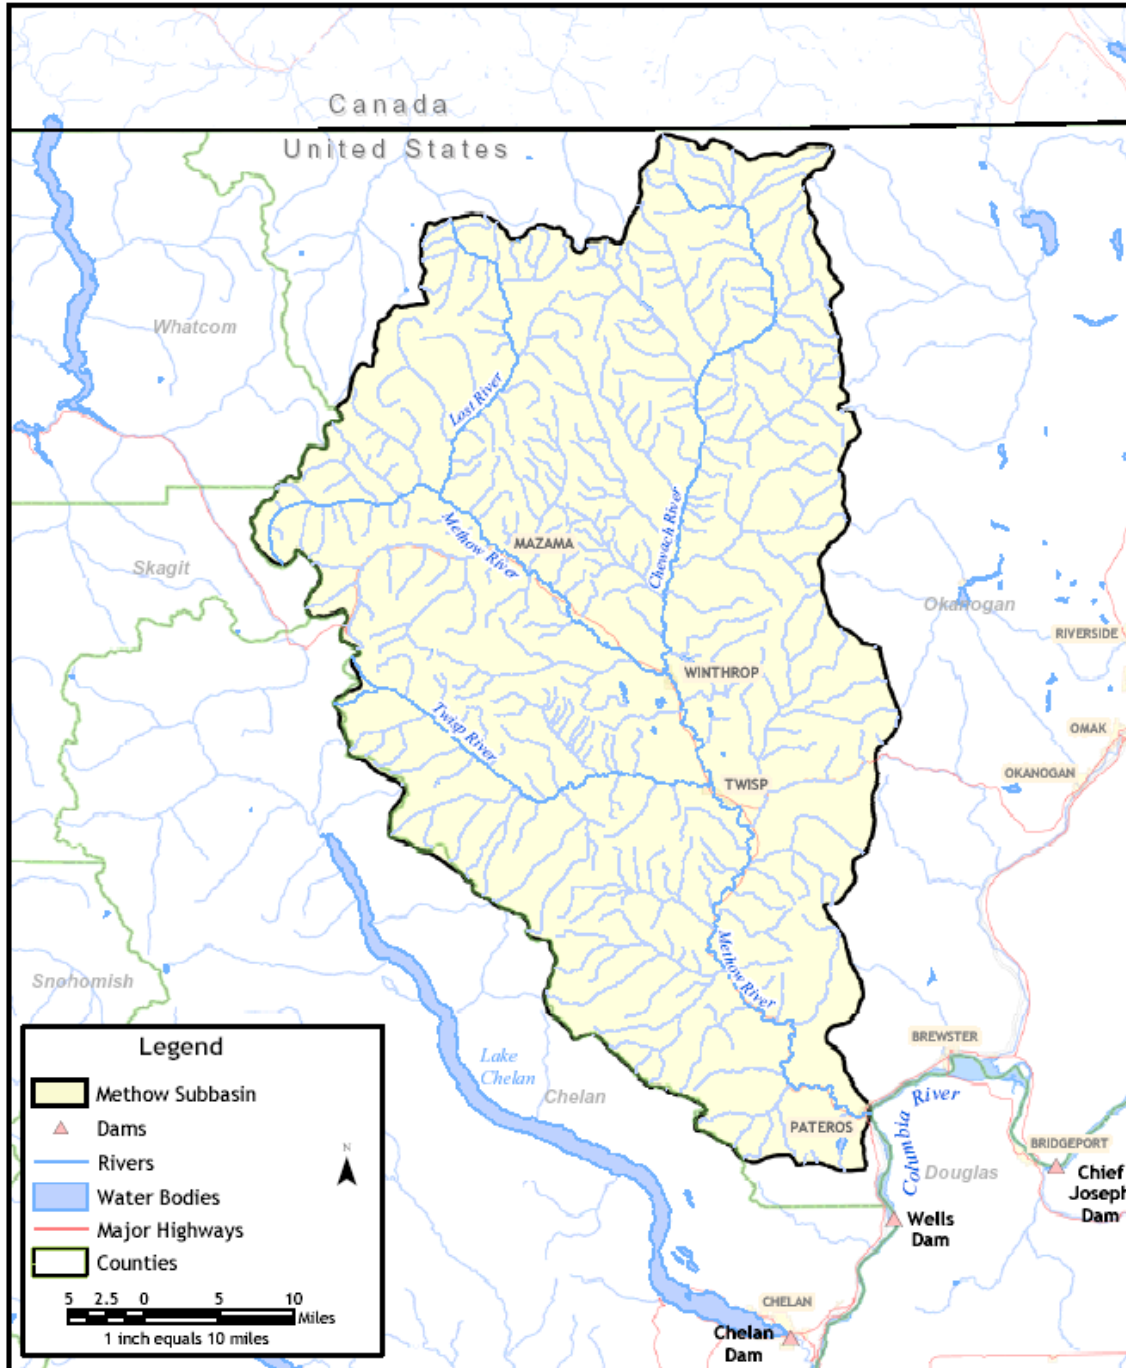 Canada
United States
Whatcom
Lost River
Methow River
MAZAMA
Chewach River
Skagit
Okanogan
RIVERSIDE
WINTHROP
Twisp River
OMAK
OKANOGAN
TWISP
Methow River
Snohomish
Lake
Chelan
Chelan
BREWSTER
Columbia River
PATEROS
BRIDGEPORT
Douglas
Chief
Joseph
Dam
Wells
Dam
CHELAN
Chelan
Dam
Legend
Methow Subbasin
Dams
Rivers
Water Bodies
Major Highways
Counties
N
5 2.5 0 5 10
Miles
1 inch equals 10 miles